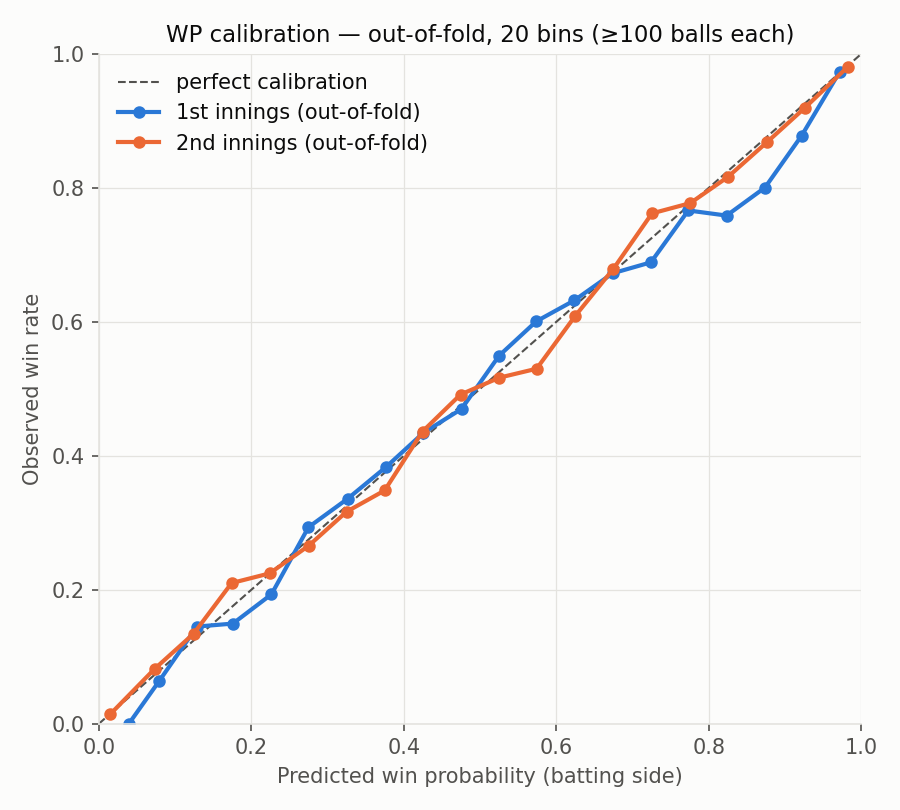 WP calibration — out-of-fold, 20 bins (≥100 balls each)
perfect calibration
1st innings (out-of-fold)
2nd innings (out-of-fold)
Observed win rate
1.0
0.8
0.6
0.4
0.2
0.0
0.0 0.2 0.4 0.6 0.8 1.0
Predicted win probability (batting side)